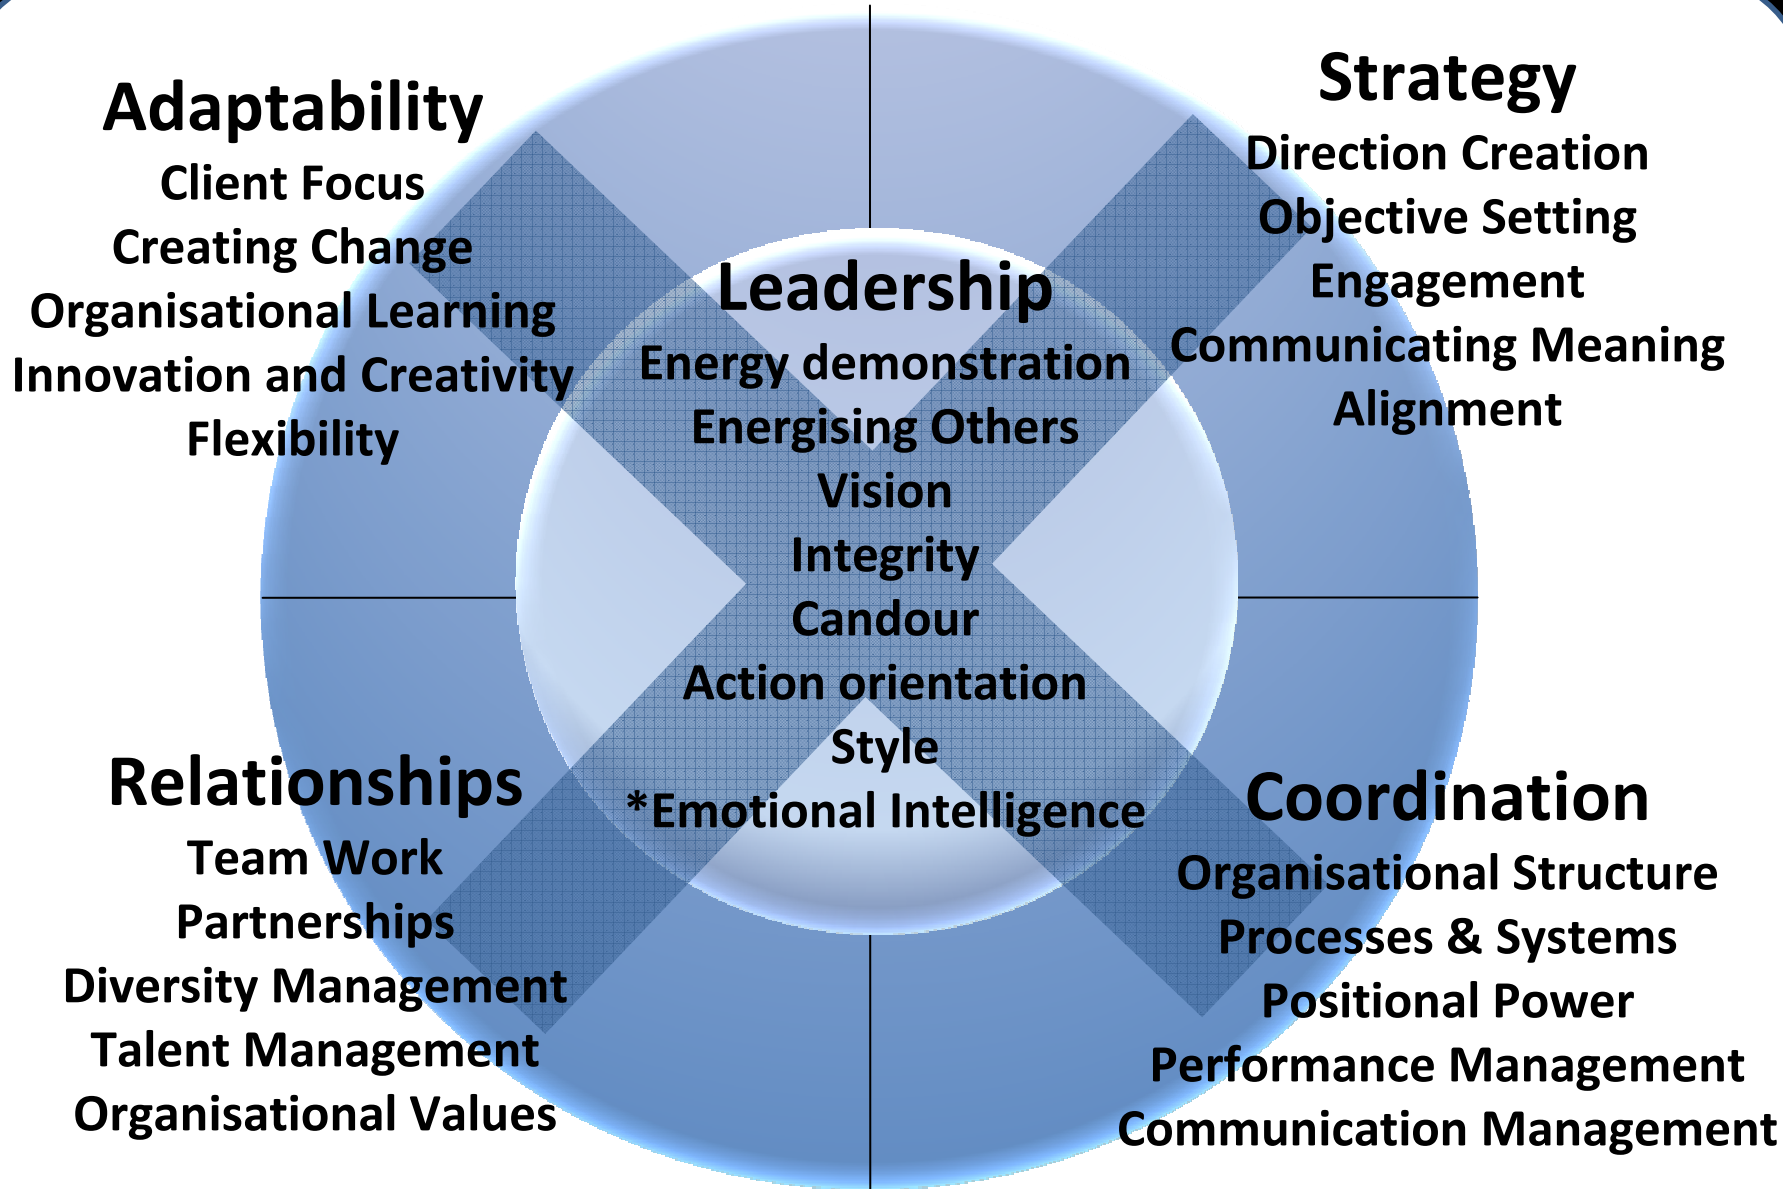 Adaptability
Client Focus
Creating Change
Organisational Learning
Innovation and Creativity
Flexibility
Strategy
Direction Creation
Objective Setting
Engagement
Communicating Meaning
Alignment
Leadership
Energy demonstration
Energising Others
Vision
Integrity
Candour
Action orientation
Style
*Emotional Intelligence
Relationships
Team Work
Partnerships
Diversity Management
Talent Management
Organisational Values
Coordination
Organisational Structure
Processes & Systems
Positional Power
Performance Management
Communication Management